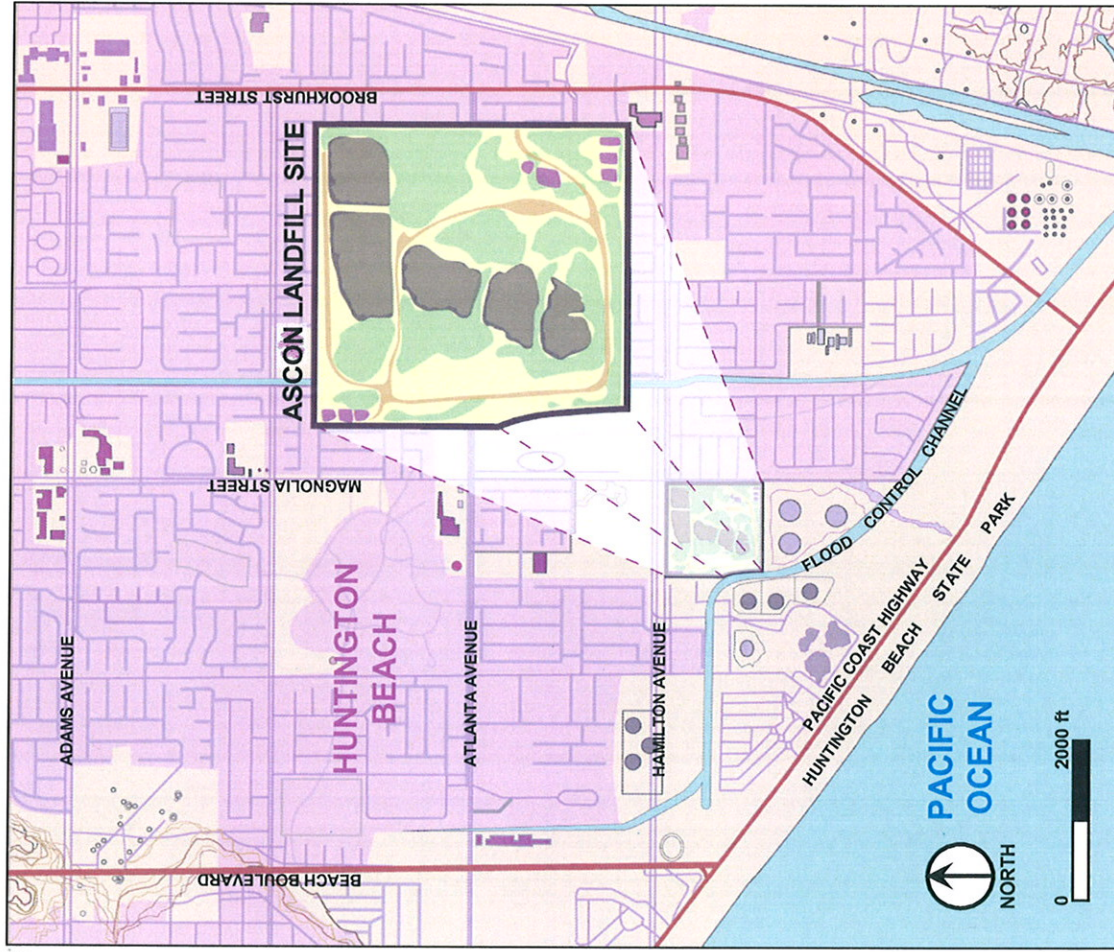 BROOKHURST STREET
ASCON LANDFILL SITE
MAGNOLIA STREET
ADAMS AVENUE
HUNTINGTON
BEACH
ATLANTA AVENUE
HAMILTON AVENUE
BEACH BOULEVARD
FLOOD CONTROL CHANNEL
PACIFIC COAST HIGHWAY
HUNTINGTON BEACH STATE PARK
PACIFIC
OCEAN
NORTH
0 2000 ft